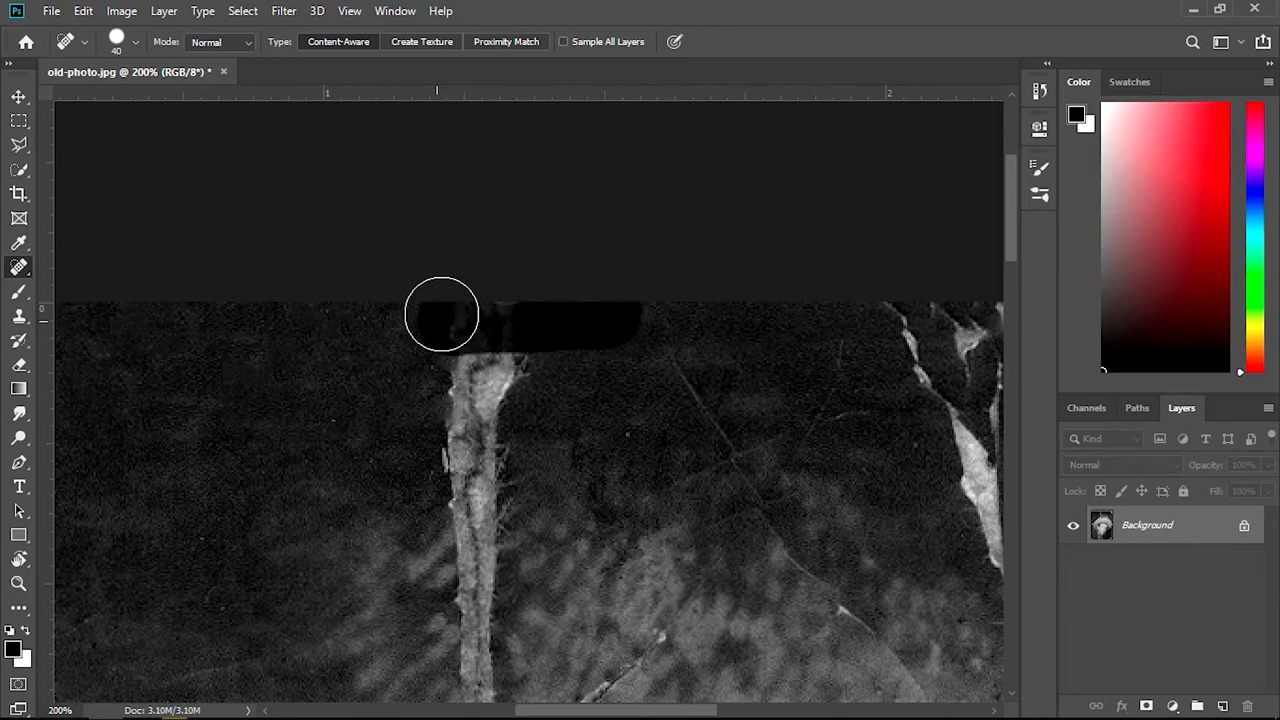 Ps File Edit Image Layer Type Select Filter 3D View Window Help
40 Mode: Normal Type: Content-Aware Create Texture Proximity Match Sample All Layers
old-photo.jpg @ 200% (RGB/8*) *
1 2
0
Color Swatches
Channels Paths Layers
Kind
Normal Opacity: 100%
Lock: Fill: 100%
Background
200% Doc: 3.10M/3.10M